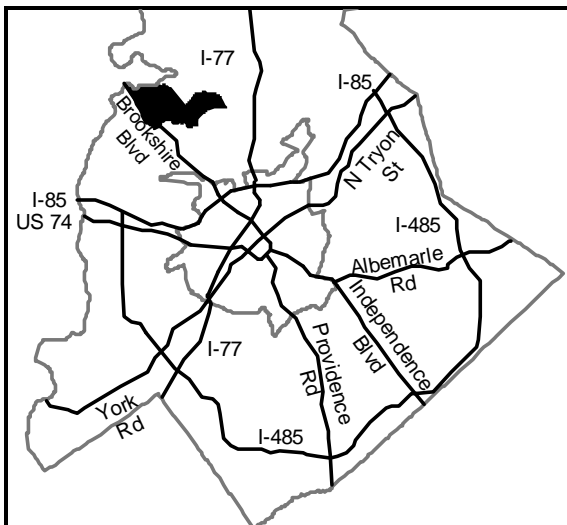 I-77
I-85
Brookshire
Blvd
N Tryon
St
I-85
US 74
I-485
Albemarle
Rd
Independence
Blvd
Providence
Rd
I-77
York
Rd
I-485